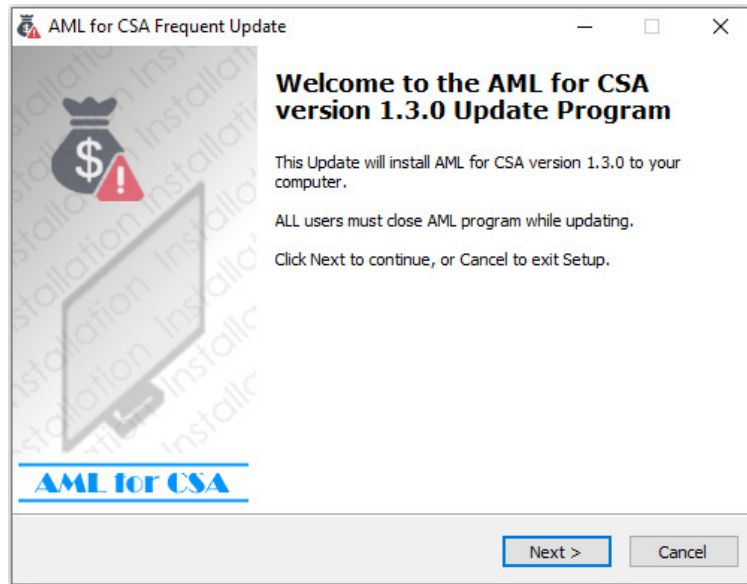 AML for CSA Frequent Update
Welcome to the AML for CSA
version 1.3.0 Update Program
This Update will install AML for CSA version 1.3.0 to your
computer.
ALL users must close AML program while updating.
Click Next to continue, or Cancel to exit Setup.
$
!
Installation Installation
AML for CSA
Next >
Cancel